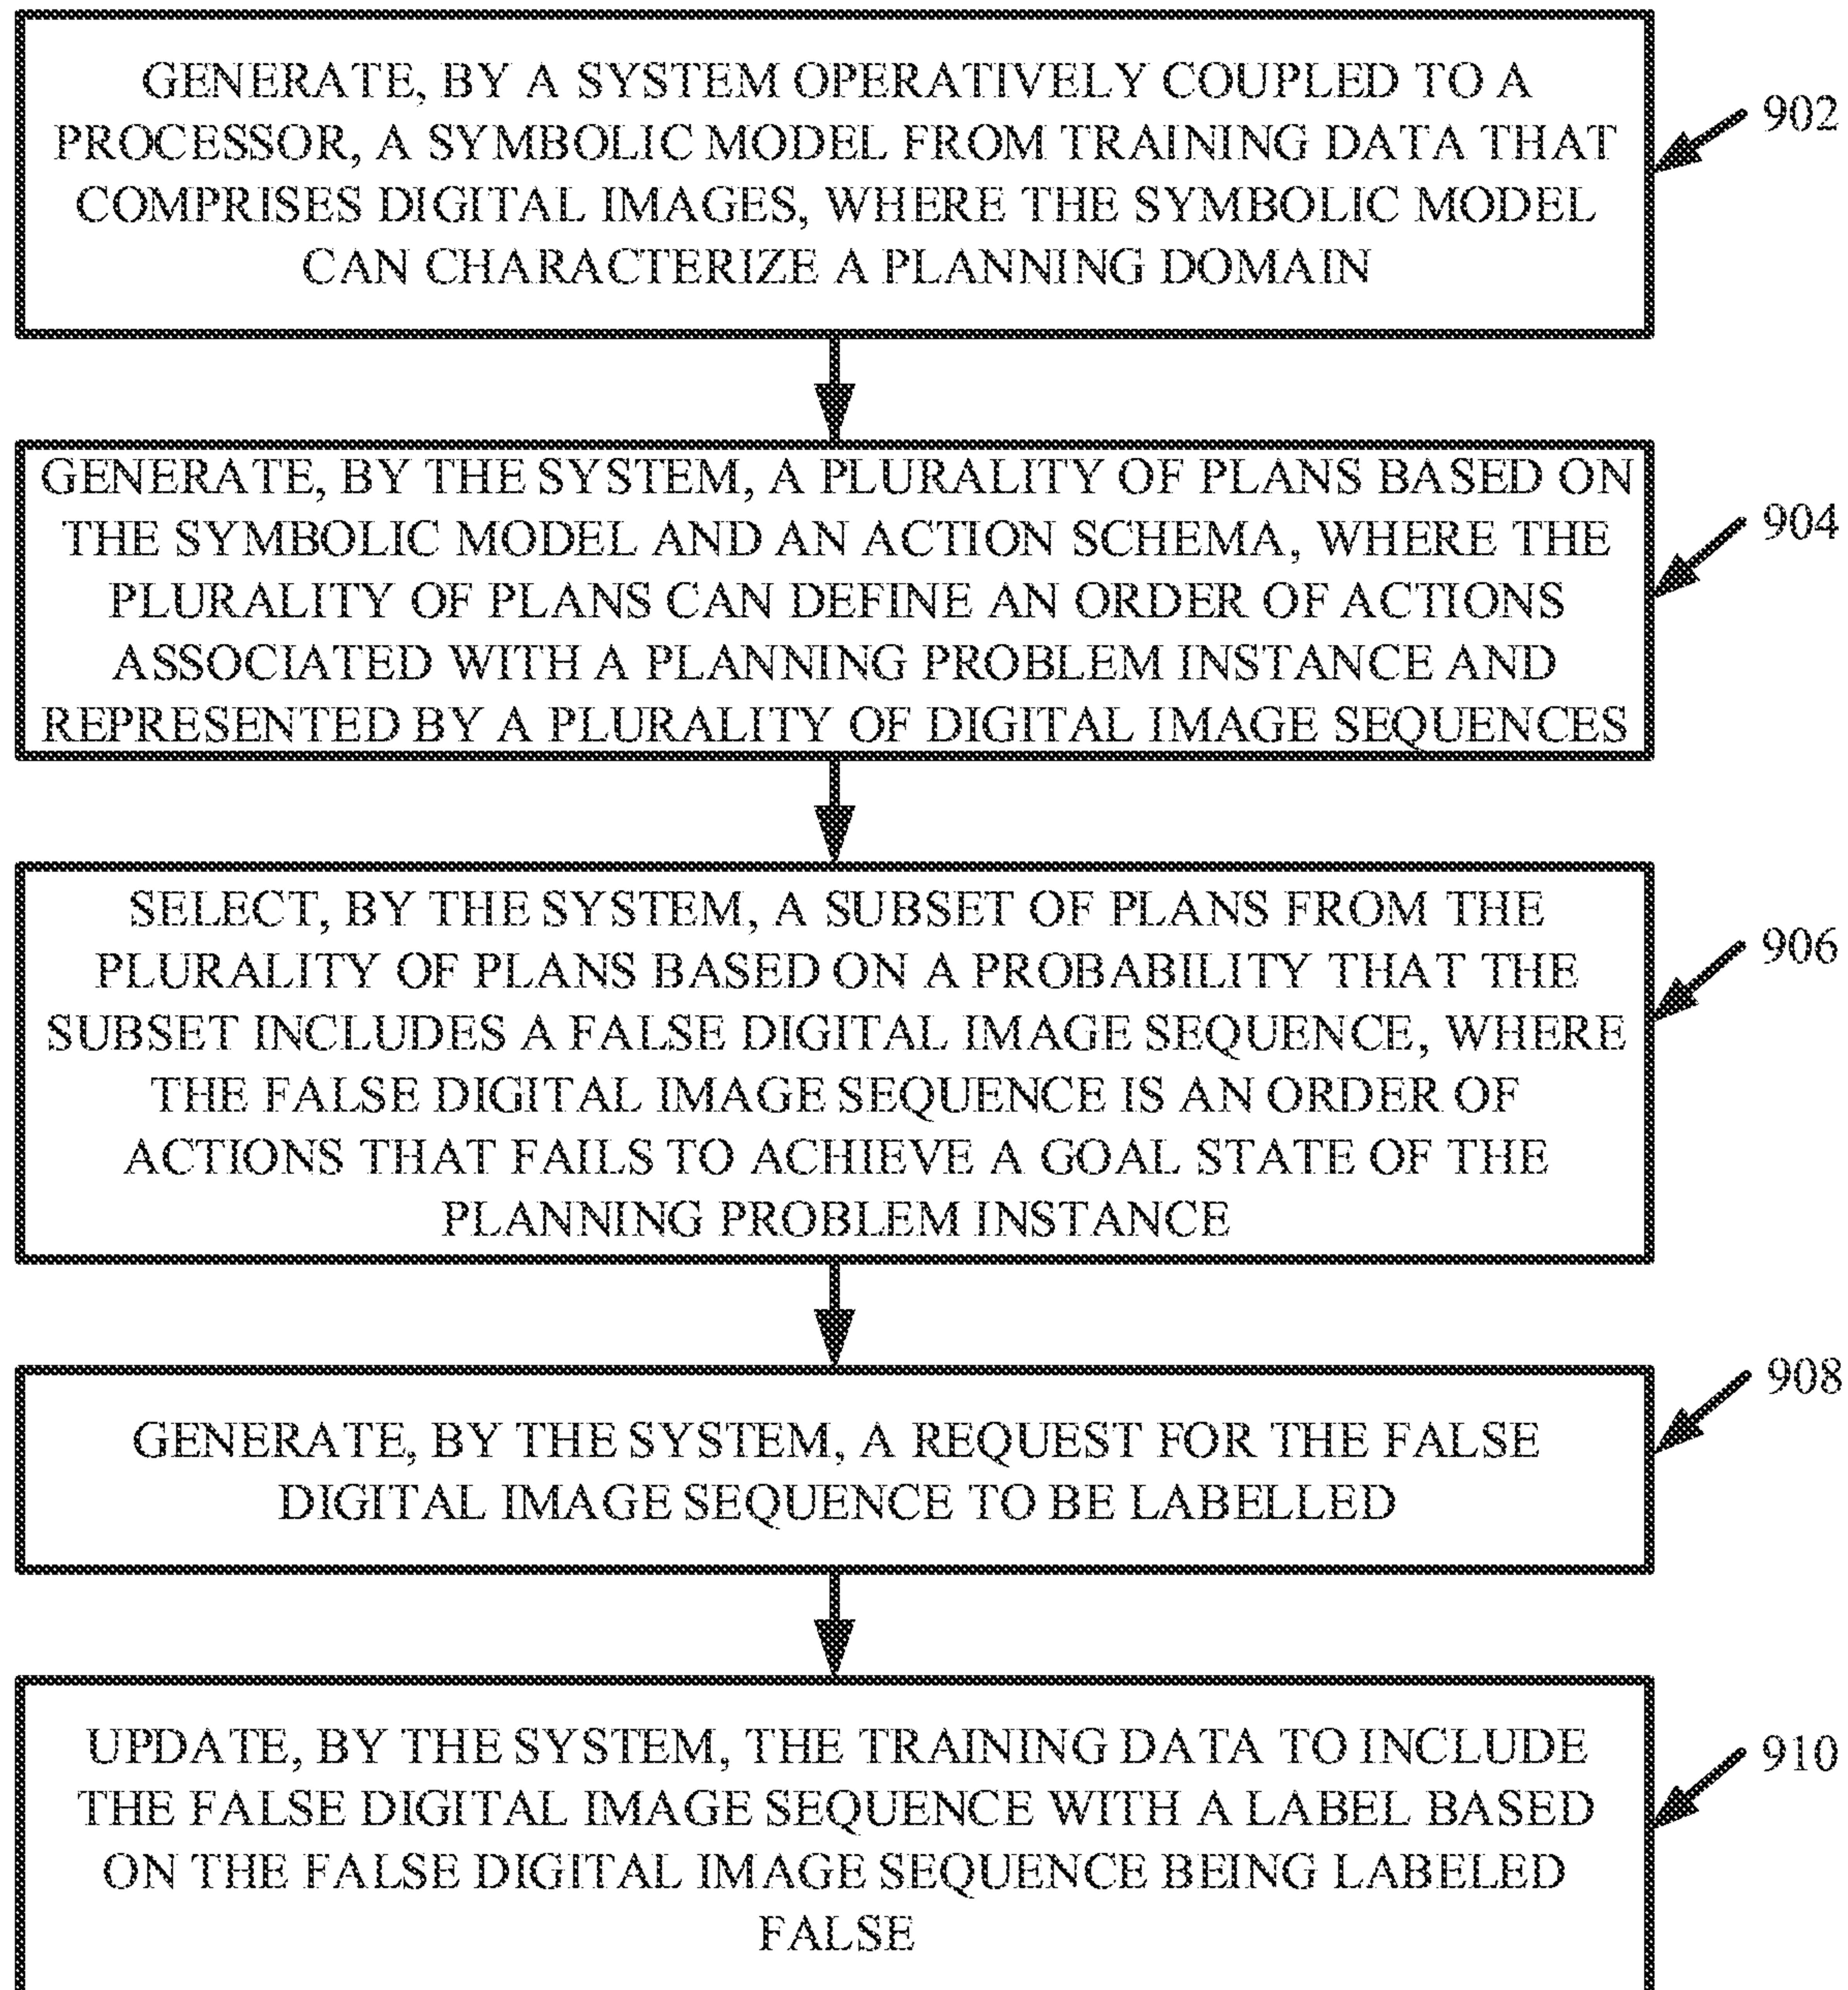 GENERATE, BY A SYSTEM OPERATIVELY COUPLED TO A
PROCESSOR, A SYMBOLIC MODEL FROM TRAINING DATA THAT
COMPRISES DIGITAL IMAGES, WHERE THE SYMBOLIC MODEL
CAN CHARACTERIZE A PLANNING DOMAIN
902
GENERATE, BY THE SYSTEM, A PLURALITY OF PLANS BASED ON
THE SYMBOLIC MODEL AND AN ACTION SCHEMA, WHERE THE
PLURALITY OF PLANS CAN DEFINE AN ORDER OF ACTIONS
ASSOCIATED WITH A PLANNING PROBLEM INSTANCE AND
REPRESENTED BY A PLURALITY OF DIGITAL IMAGE SEQUENCES
904
SELECT, BY THE SYSTEM, A SUBSET OF PLANS FROM THE
PLURALITY OF PLANS BASED ON A PROBABILITY THAT THE
SUBSET INCLUDES A FALSE DIGITAL IMAGE SEQUENCE, WHERE
THE FALSE DIGITAL IMAGE SEQUENCE IS AN ORDER OF
ACTIONS THAT FAILS TO ACHIEVE A GOAL STATE OF THE
PLANNING PROBLEM INSTANCE
906
GENERATE, BY THE SYSTEM, A REQUEST FOR THE FALSE
DIGITAL IMAGE SEQUENCE TO BE LABELLED
908
UPDATE, BY THE SYSTEM, THE TRAINING DATA TO INCLUDE
THE FALSE DIGITAL IMAGE SEQUENCE WITH A LABEL BASED
ON THE FALSE DIGITAL IMAGE SEQUENCE BEING LABELED
FALSE
910